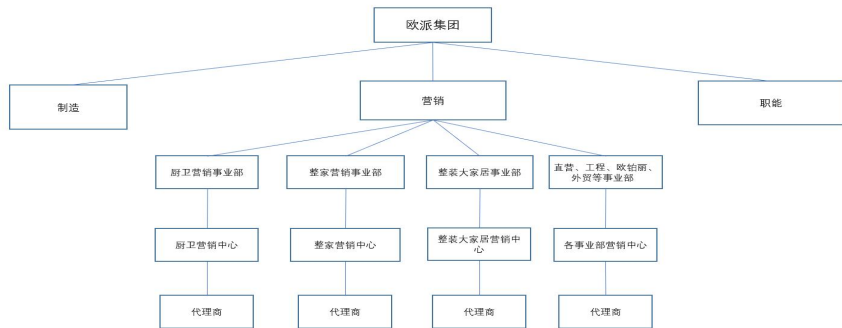 欧派集团
制造
营销
职能
厨卫营销事业部
整家营销事业部
整装大家居事业部
直营、工程、欧铂丽、
外贸等事业部
厨卫营销中心
整家营销中心
整装大家居营销中
心
各事业部营销中心
代理商
代理商
代理商
代理商